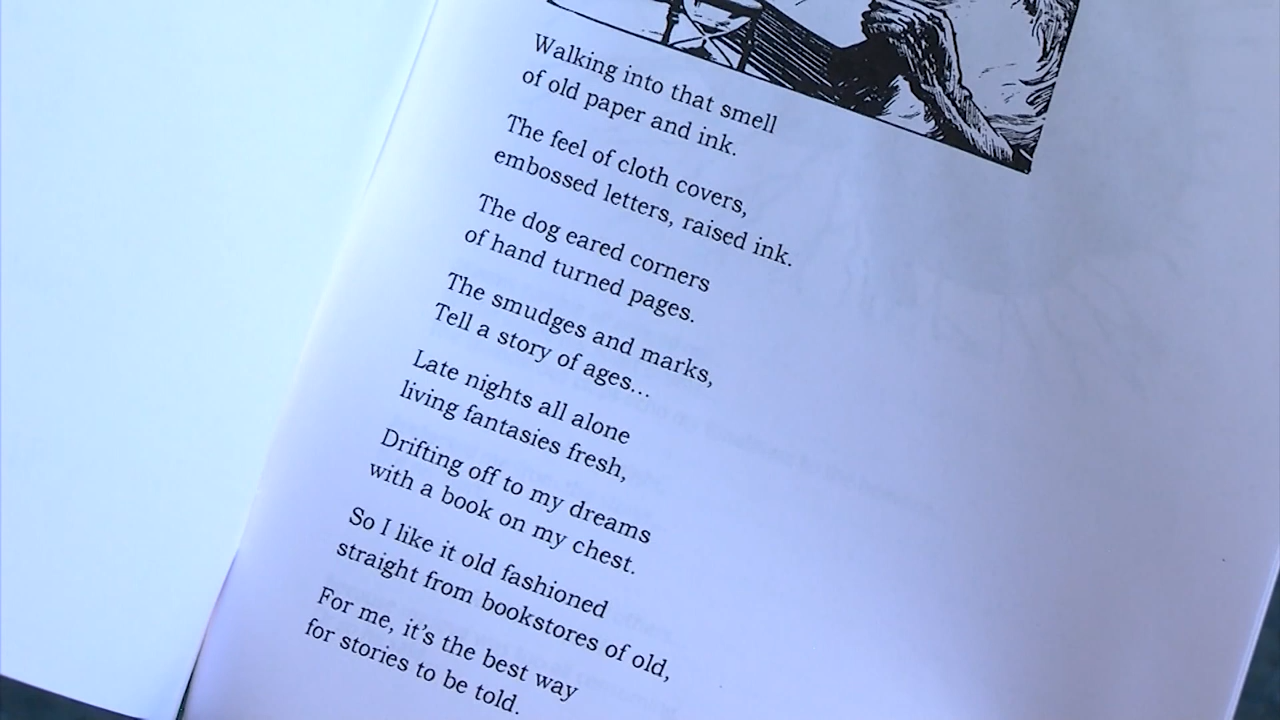 Walking into that smell
of old paper and ink.
The feel of cloth covers,
embossed letters, raised ink.
The dog eared corners
of hand turned pages.
The smudges and marks,
Tell a story of ages...
Late nights all alone
living fantasies fresh,
Drifting off to my dreams
with a book on my chest.
So I like it old fashioned
straight from bookstores of old,
For me, it's the best way
for stories to be told.